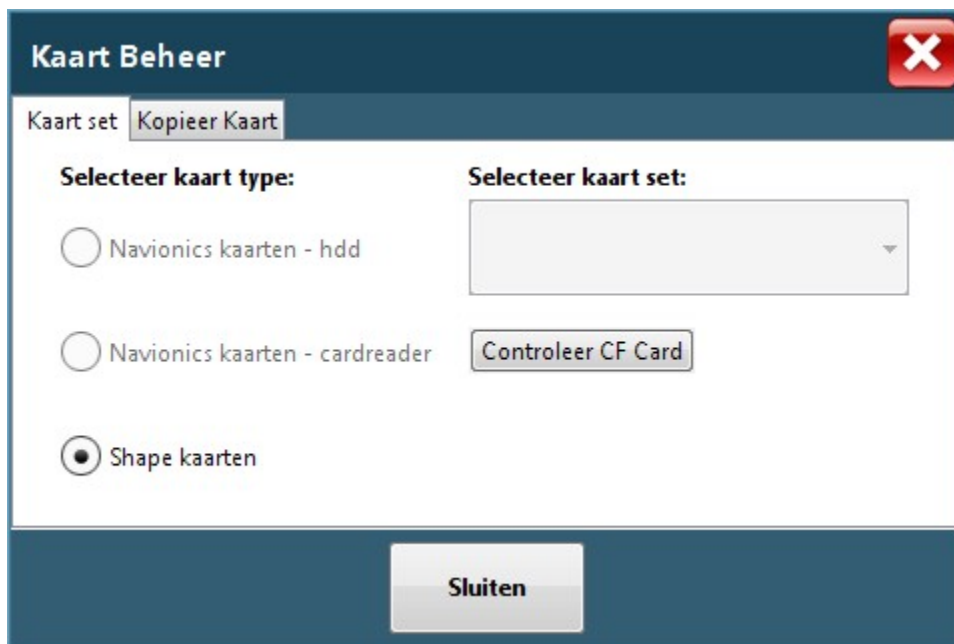 Kaart Beheer
Kaart set
Kopieer Kaart
Selecteer kaart type:
Selecteer kaart set:
Navionics kaarten - hdd
Navionics kaarten - cardreader
Controleer CF Card
Shape kaarten
Sluiten